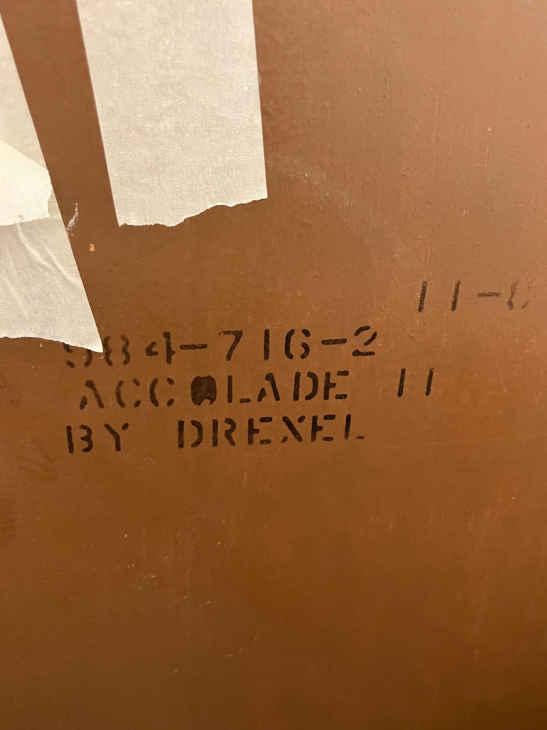 11-
984-716-2
ACCOLADE II
BY DREXEL